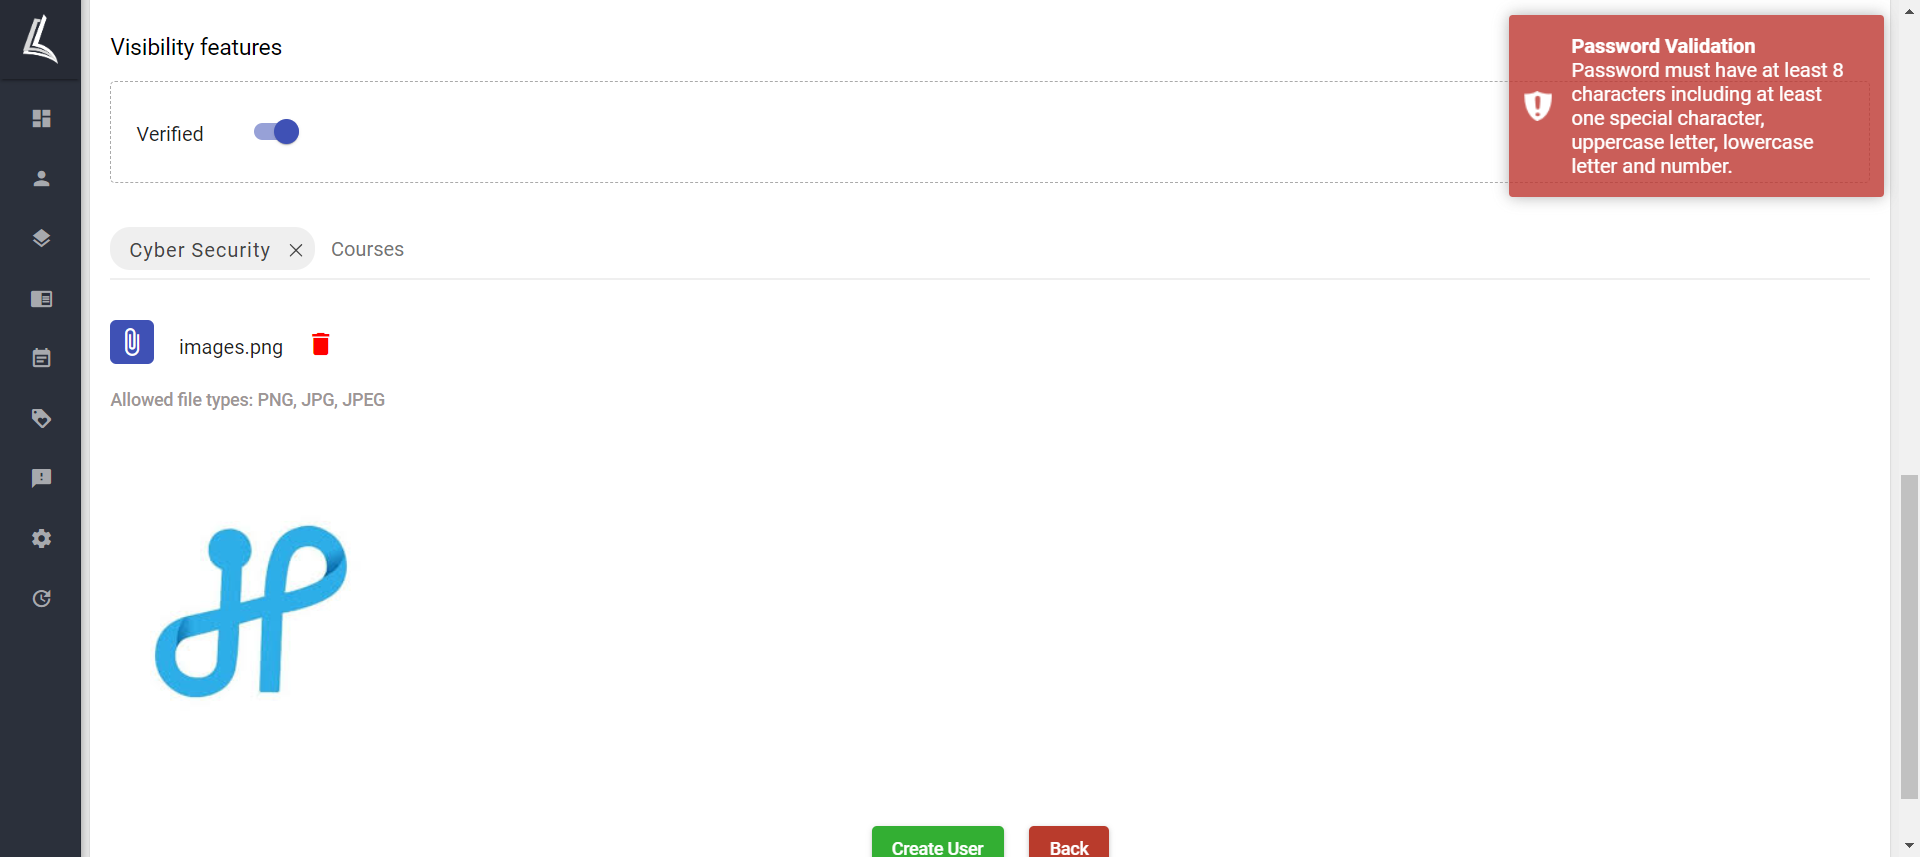 Visibility features
Password Validation
Password must have at least 8
characters including at least
one special character,
uppercase letter, lowercase
letter and number.
Verified
Cyber Security
Courses
images.png
Allowed file types: PNG, JPG, JPEG
Create User
Back